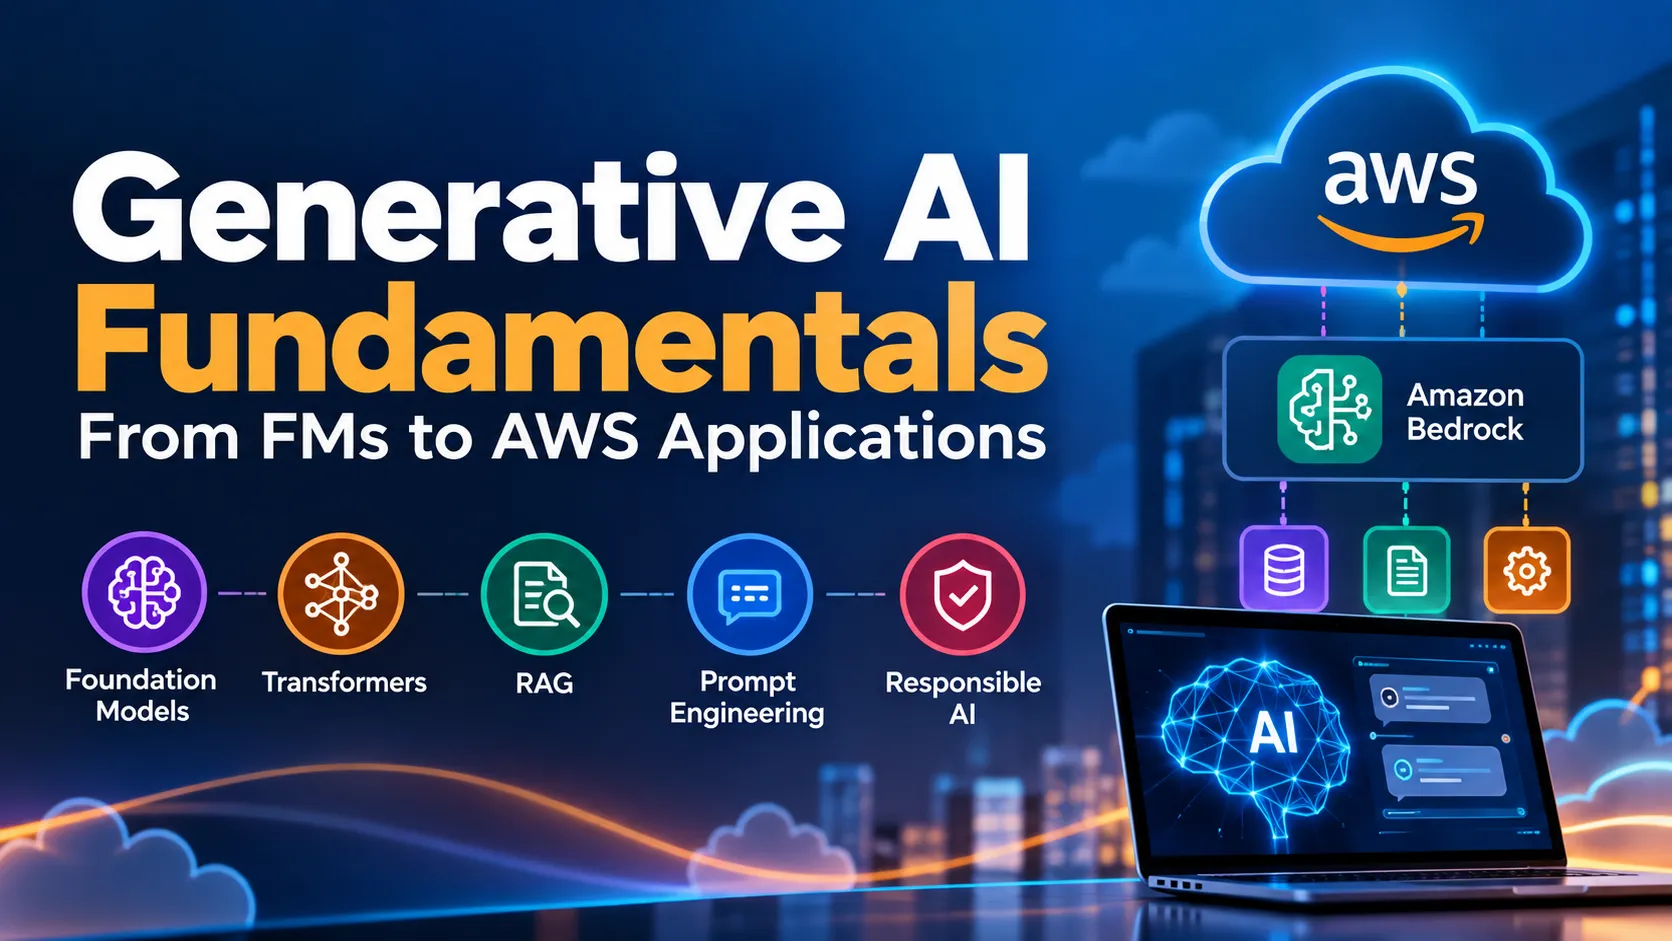 Generative AI
Fundamentals
From FMs to AWS Applications
Foundation
Models
Transformers
RAG
Prompt
Engineering
Responsible
AI
aws
Amazon
Bedrock
AI